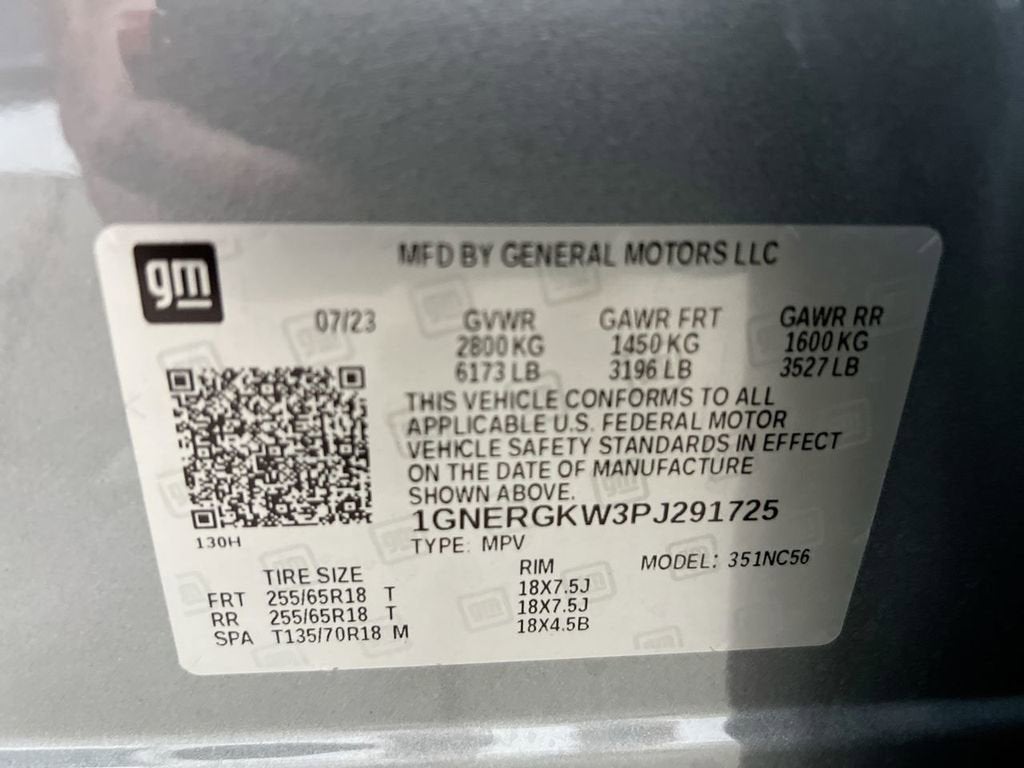 gm
MFD BY GENERAL MOTORS LLC
07/23 GVWR GAWR FRT GAWR RR
2800 KG 1450 KG 1600 KG
6173 LB 3196 LB 3527 LB
THIS VEHICLE CONFORMS TO ALL
APPLICABLE U.S. FEDERAL MOTOR
VEHICLE SAFETY STANDARDS IN EFFECT
ON THE DATE OF MANUFACTURE
SHOWN ABOVE.
1GNERGKW3PJ291725
130H
TYPE: MPV
MODEL: 351NC56
TIRE SIZE RIM
FRT 255/65R18 T 18X7.5J
RR 255/65R18 T 18X7.5J
SPA T135/70R18 M 18X4.5B